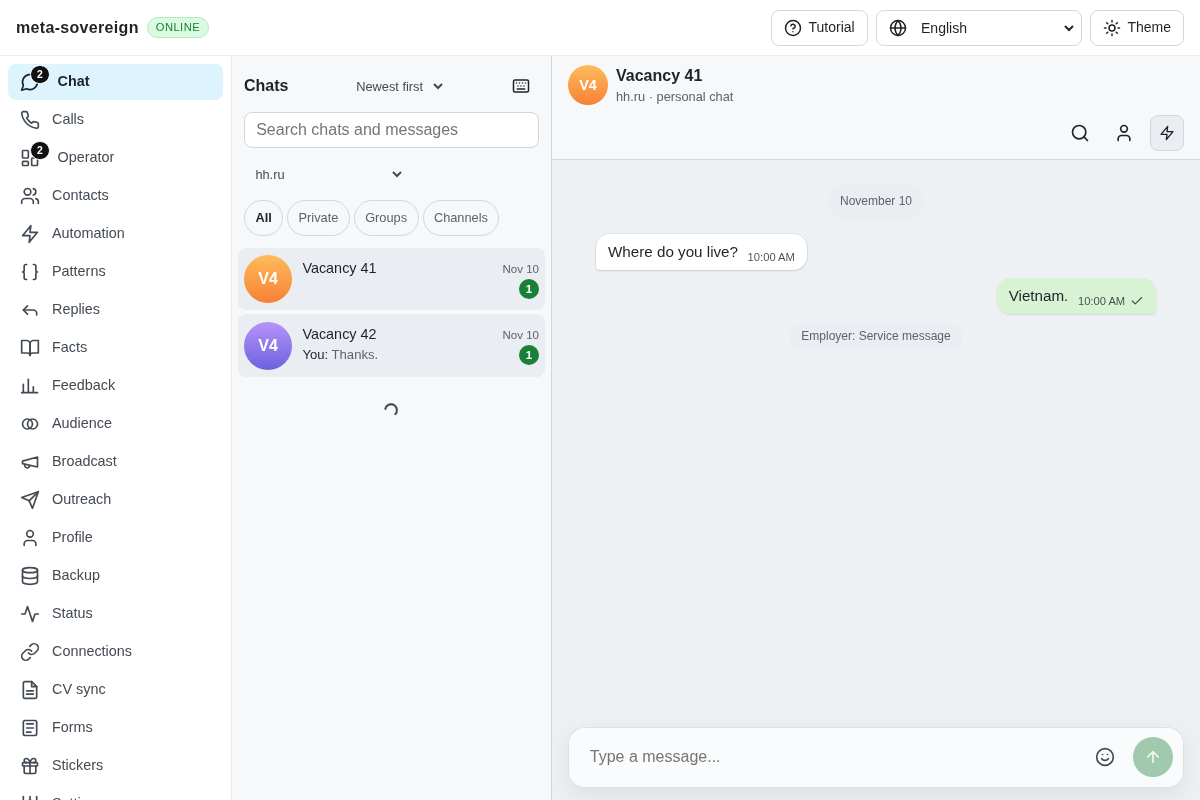 meta-sovereign ONLINE
Tutorial
English
Theme
2
Chat
Calls
2
Operator
Contacts
Automation
Patterns
Replies
Facts
Feedback
Audience
Broadcast
Outreach
Profile
Backup
Status
Connections
CV sync
Forms
Stickers
Chats
Newest first
Search chats and messages
hh.ru
All
Private
Groups
Channels
V4
Vacancy 41
Nov 10
1
V4
Vacancy 42
Nov 10
You: Thanks.
1
V4
Vacancy 41
hh.ru · personal chat
November 10
Where do you live? 10:00 AM
Vietnam. 10:00 AM
Employer: Service message
Type a message...